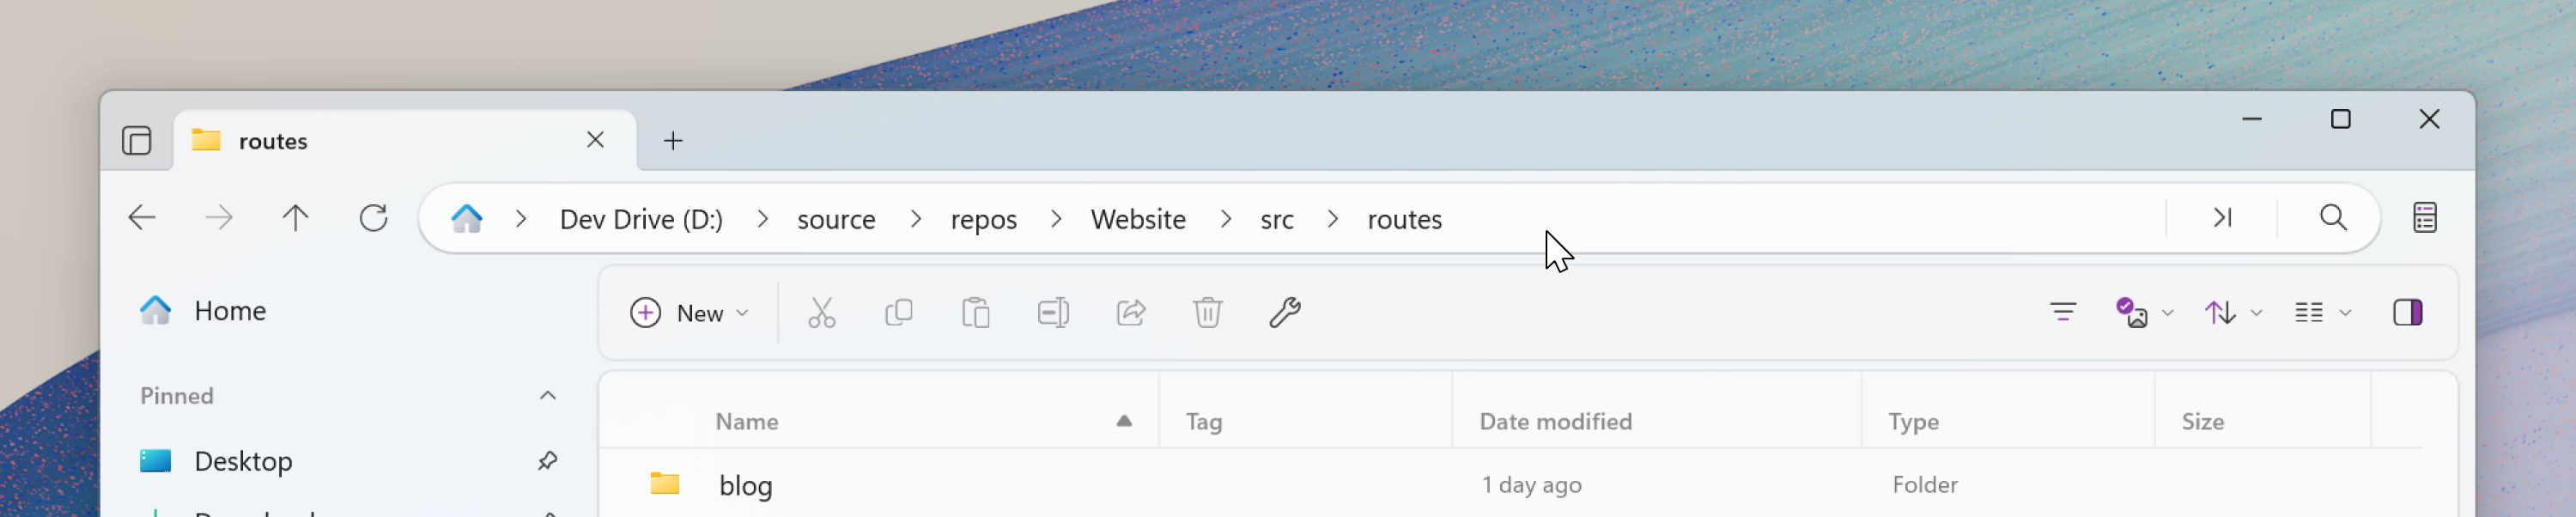 routes
Dev Drive (D:) source repos Website src routes
Home
New
Pinned
Name Tag Date modified Type Size
Desktop
blog 1 day ago Folder